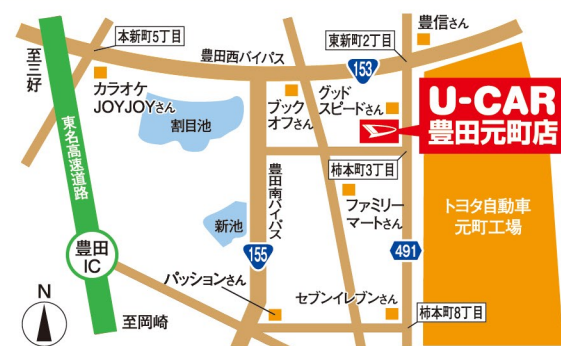 本新町5丁目
至三好
カラオケ
JOYJOYさん
豊田西バイパス
153
東新町2丁目
豊信さん
ブック
オフさん
グッド
スピードさん
U-CAR
豊田元町店
割目池
東名高速道路
柿本町3丁目
豊田南バイパス
ファミリー
マートさん
トヨタ自動車
元町工場
新池
豊田
IC
155
491
パッションさん
セブンイレブンさん
柿本町8丁目
N
至岡崎